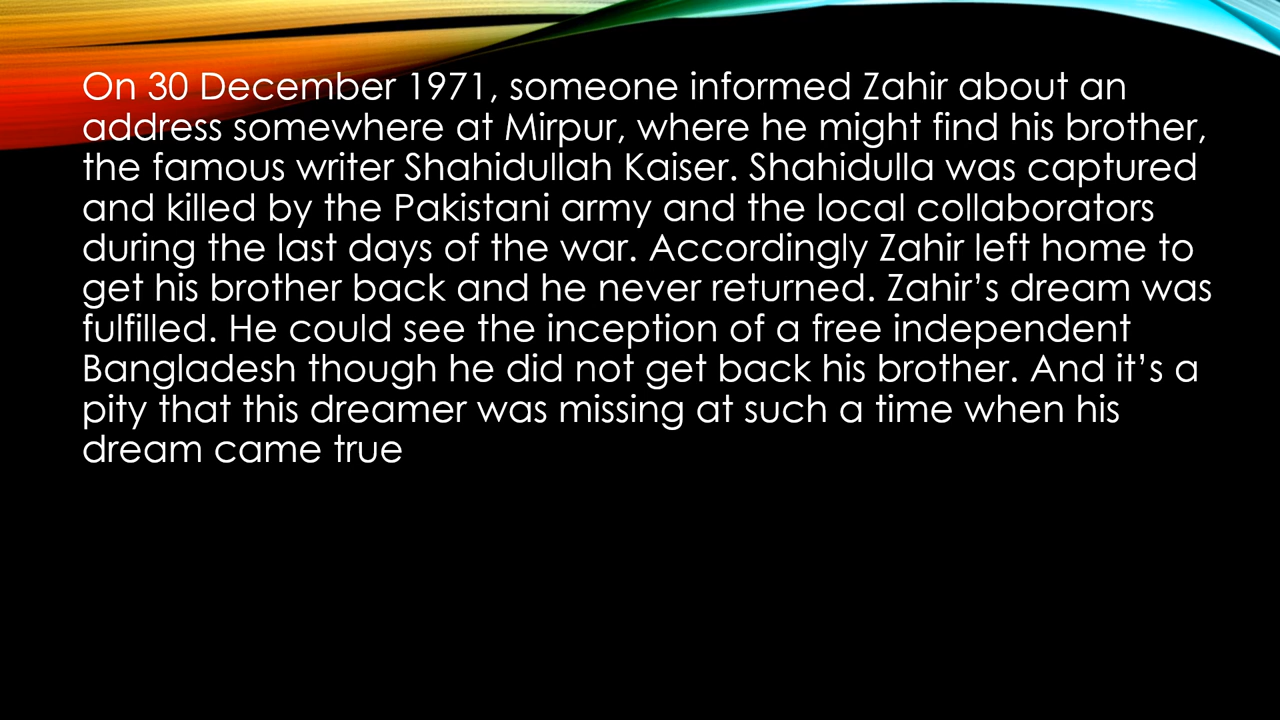 On 30 December 1971, someone informed Zahir about an
address somewhere at Mirpur, where he might find his brother,
the famous writer Shahidullah Kaiser. Shahidulla was captured
and killed by the Pakistani army and the local collaborators
during the last days of the war. Accordingly Zahir left home to
get his brother back and he never returned. Zahir’s dream was
fulfilled. He could see the inception of a free independent
Bangladesh though he did not get back his brother. And it’s a
pity that this dreamer was missing at such a time when his
dream came true